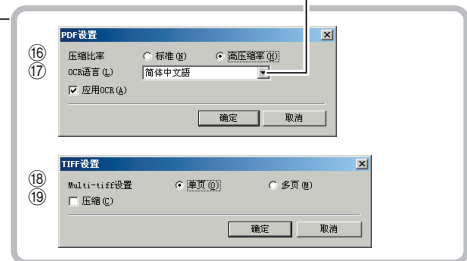 PDF设置
⑯ 压缩比率 标准(N) 高压缩率(H)
⑰ OCR语言(L) 简体中文語
应用OCR(A)
确定 取消
TIFF设置
⑱ Multi-tiff设置 单页(O) 多页(M)
⑲ 压缩(C)
确定 取消